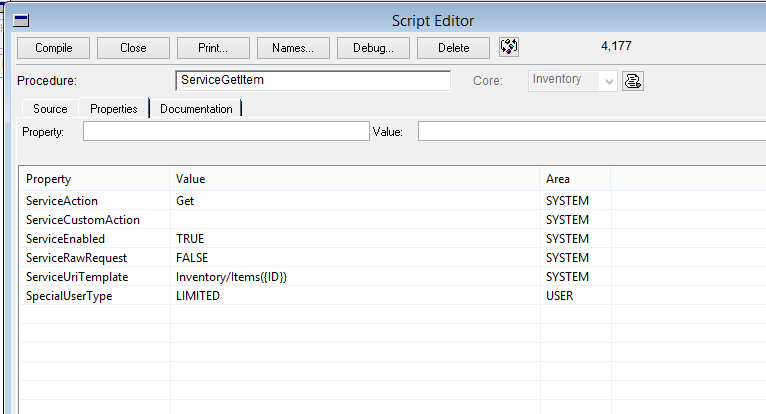 Script Editor
Compile Close Print... Names... Debug... Delete 4,177
Procedure: ServiceGetItem Core: Inventory
Source Properties Documentation
Property: Value:
Property Value Area
ServiceAction Get SYSTEM
ServiceCustomAction SYSTEM
ServiceEnabled TRUE SYSTEM
ServiceRawRequest FALSE SYSTEM
ServiceUriTemplate Inventory/Items({ID}) SYSTEM
SpecialUserType LIMITED USER